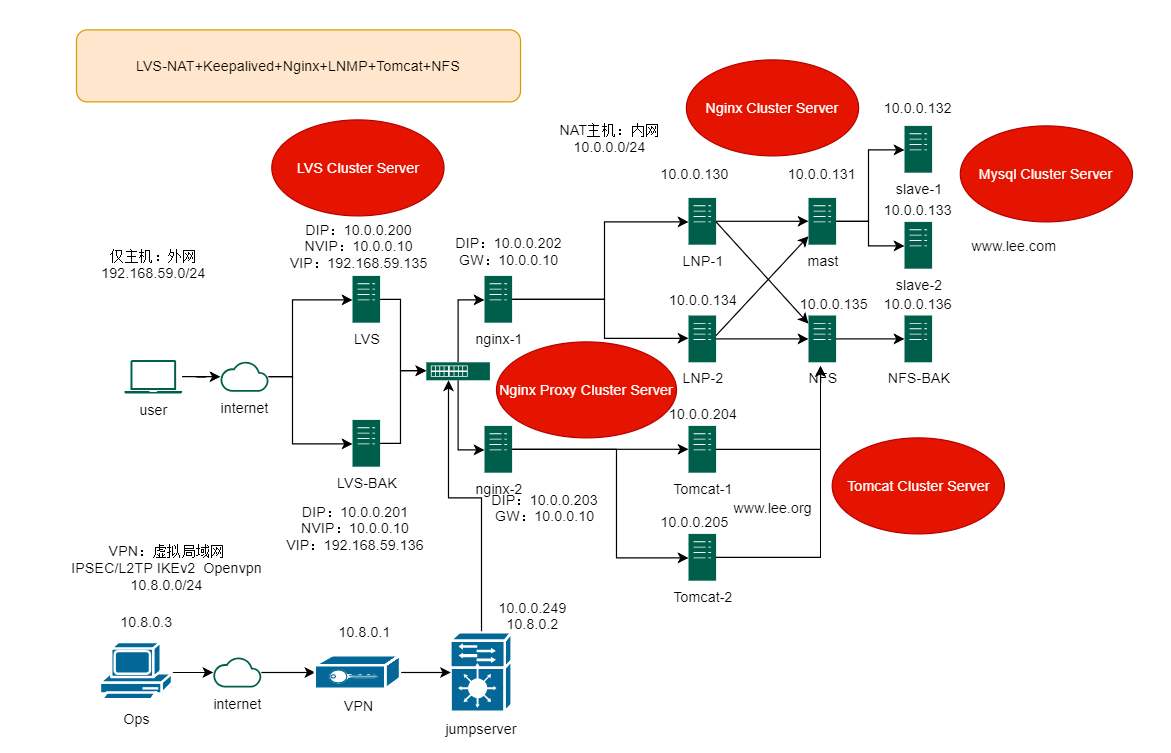 LVS-NAT+Keepalived+Nginx+LNMP+Tomcat+NFS
LVS Cluster Server
Nginx Cluster Server
Mysql Cluster Server
NAT主机：内网
10.0.0.0/24
10.0.0.130
10.0.0.131
10.0.0.132
slave-1
10.0.0.133
slave-2
www.lee.com
LNP-1
mast
仅主机：外网
192.168.59.0/24
DIP：10.0.0.200
NVIP：10.0.0.10
VIP：192.168.59.135
LVS
DIP：10.0.0.202
GW：10.0.0.10
nginx-1
10.0.0.134
LNP-2
10.0.0.135
NFS
10.0.0.136
NFS-BAK
user
internet
Nginx Proxy Cluster Server
LVS-BAK
DIP：10.0.0.201
NVIP：10.0.0.10
VIP：192.168.59.136
nginx-2
DIP：10.0.0.203
GW：10.0.0.10
10.0.0.204
Tomcat-1
www.lee.org
10.0.0.205
Tomcat-2
Tomcat Cluster Server
VPN：虚拟局域网
IPSEC/L2TP IKEv2  Openvpn
10.8.0.0/24
10.8.0.3
Ops
internet
10.8.0.1
VPN
10.0.0.249
10.8.0.2
jumpserver